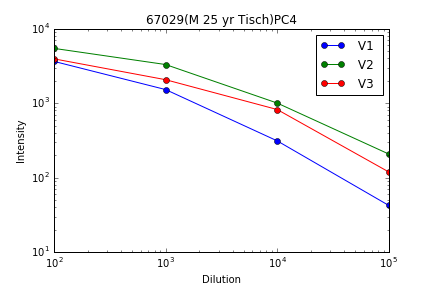 67029(M 25 yr Tisch)PC4
V1
V2
V3
Intensity
10^4
10^3
10^2
10^1
10^2 10^3 10^4 10^5
Dilution